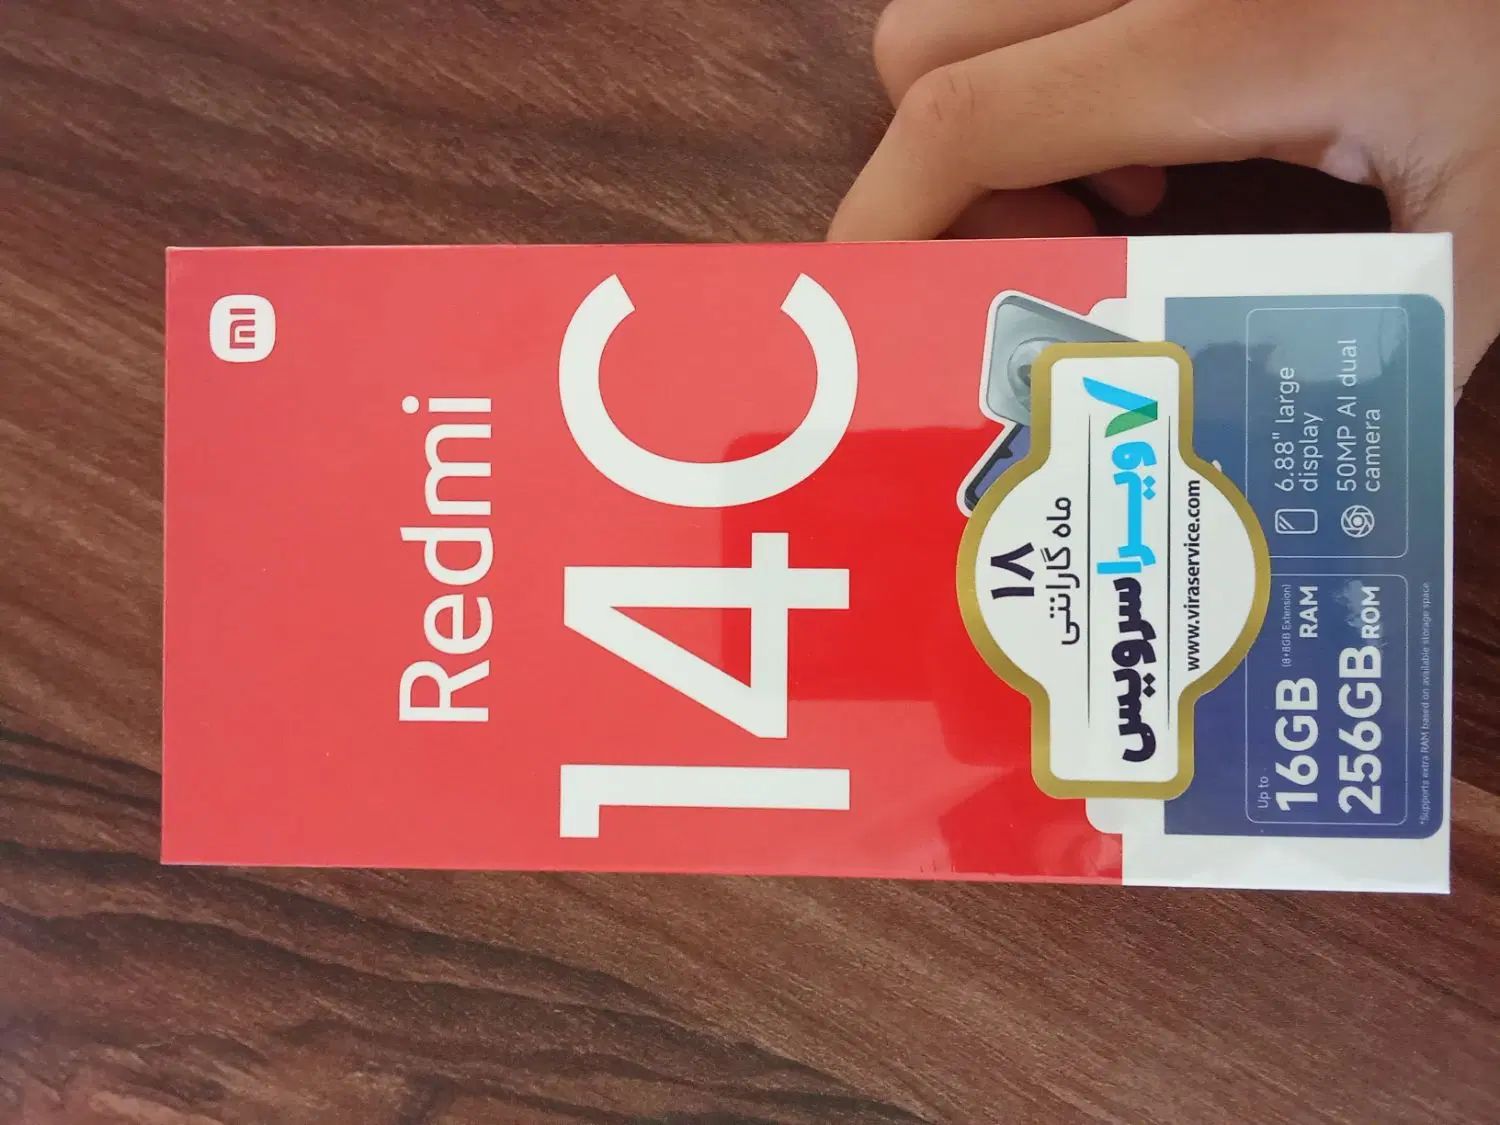 mi
Redmi
14C
۱۸
ماه گارانتی
ویراسرویس
www.viraservice.com
Up to
16GB (8+8GB Extension) RAM
256GB ROM
6.88" large
display
50MP AI dual
camera
*Supports extra RAM based on available storage space